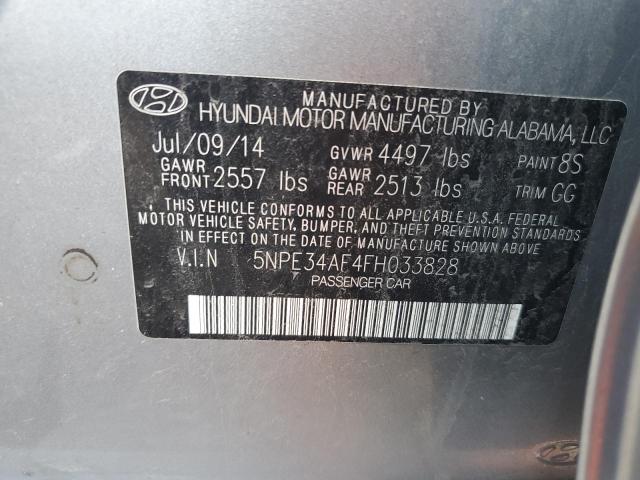 MANUFACTURED BY
HYUNDAI MOTOR MANUFACTURING ALABAMA, LLC
Jul/09/14 GVWR 4497 lbs PAINT 8S
GAWR FRONT 2557 lbs GAWR REAR 2513 lbs TRIM GG
THIS VEHICLE CONFORMS TO ALL APPLICABLE U.S.A. FEDERAL
MOTOR VEHICLE SAFETY, BUMPER, AND THEFT PREVENTION
STANDARDS IN EFFECT ON THE DATE OF MANUFACTURE SHOWN ABOVE.
V.I.N 5NPE34AF4FH033828
PASSENGER CAR